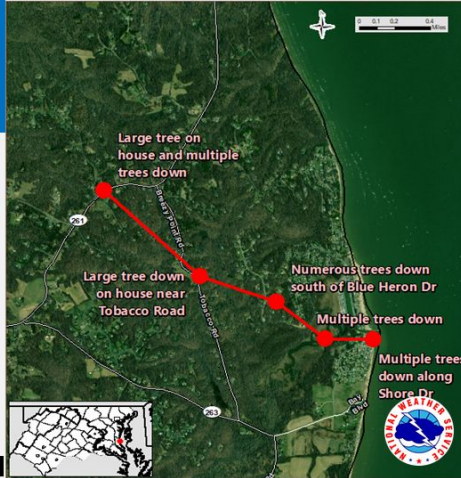 0 0.1 0.2 0.4
Miles
Large tree on
house and multiple
trees down
261
Breezy Point Rd
Large tree down
on house near
Tobacco Road
Tobacco Rd
Numerous trees down
south of Blue Heron Dr
Multiple trees down
Multiple trees
down along
Shore Dr
263
Bay
Blvd
NATIONAL WEATHER SERVICE